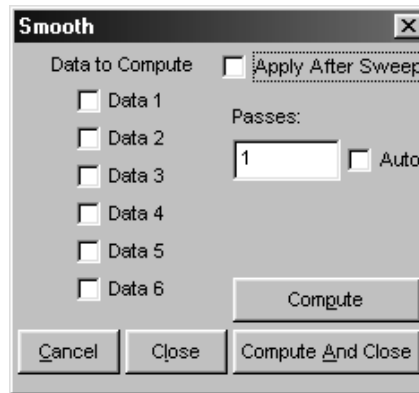 Smooth
Data to Compute
Apply After Sweep
Data 1
Data 2
Data 3
Data 4
Data 5
Data 6
Passes:
1
Auto
Compute
Cancel
Close
Compute And Close